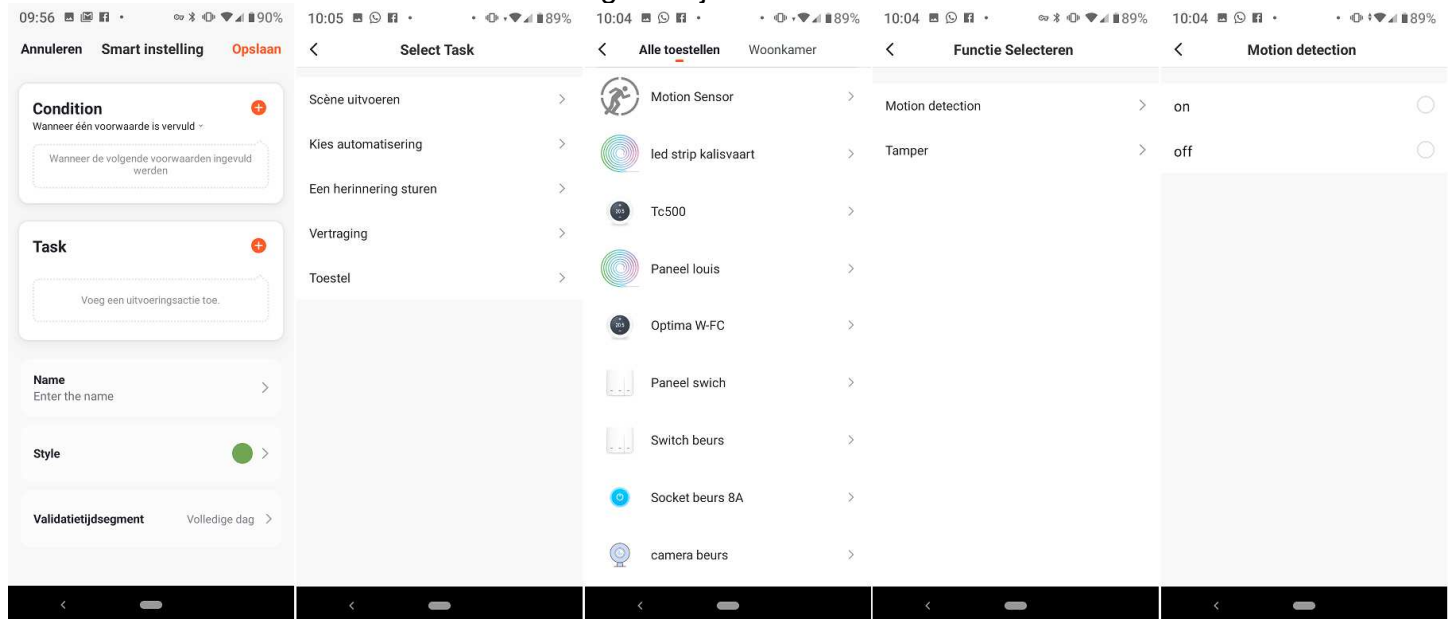 09:56 90%
Annuleren Smart instelling Opslaan
Condition
Wanneer één voorwaarde is vervuld
Wanneer de volgende voorwaarden ingevuld
werden
Task
Voeg een uitvoeringsactie toe.
Name
Enter the name
Style
Validatietijdsegment Volledige dag
10:05 89%
Select Task
Scène uitvoeren
Kies automatisering
Een herinnering sturen
Vertraging
Toestel
10:04 89%
Alle toestellen Woonkamer
Motion Sensor
led strip kalisvaart
Tc500
Paneel louis
Optima W-FC
Paneel swich
Switch beurs
Socket beurs 8A
camera beurs
10:04 89%
Functie Selecteren
Motion detection
Tamper
10:04 89%
Motion detection
on
off